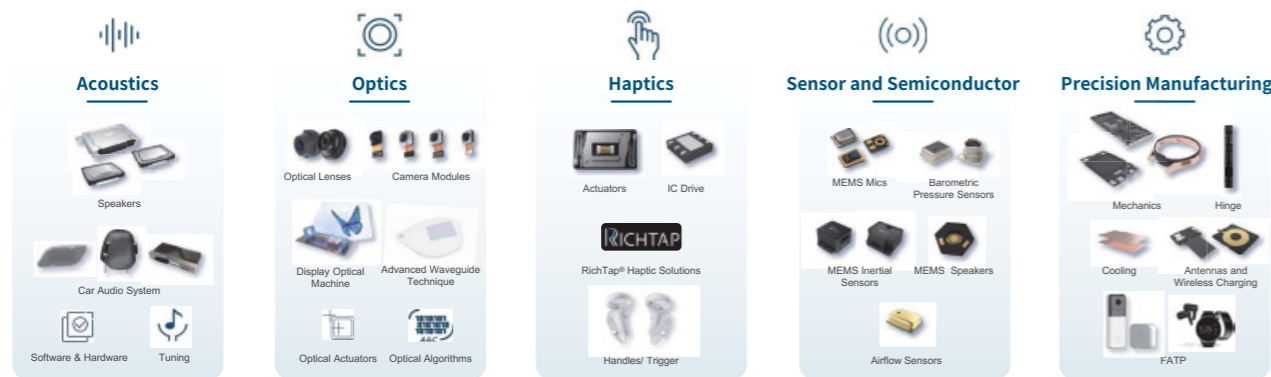 Acoustics
Speakers
Car Audio System
Software & Hardware
Tuning
Optics
Optical Lenses
Camera Modules
Display Optical
Machine
Advanced Waveguide
Technique
Optical Actuators
AAC
Optical Algorithms
Haptics
Actuators
IC Drive
RICHTAP
RichTap® Haptic Solutions
Handles/ Trigger
Sensor and Semiconductor
MEMS Mics
Barometric
Pressure Sensors
MEMS Inertial
Sensors
MEMS Speakers
Airflow Sensors
Precision Manufacturing
Mechanics
Hinge
Cooling
Antennas and
Wireless Charging
FATP